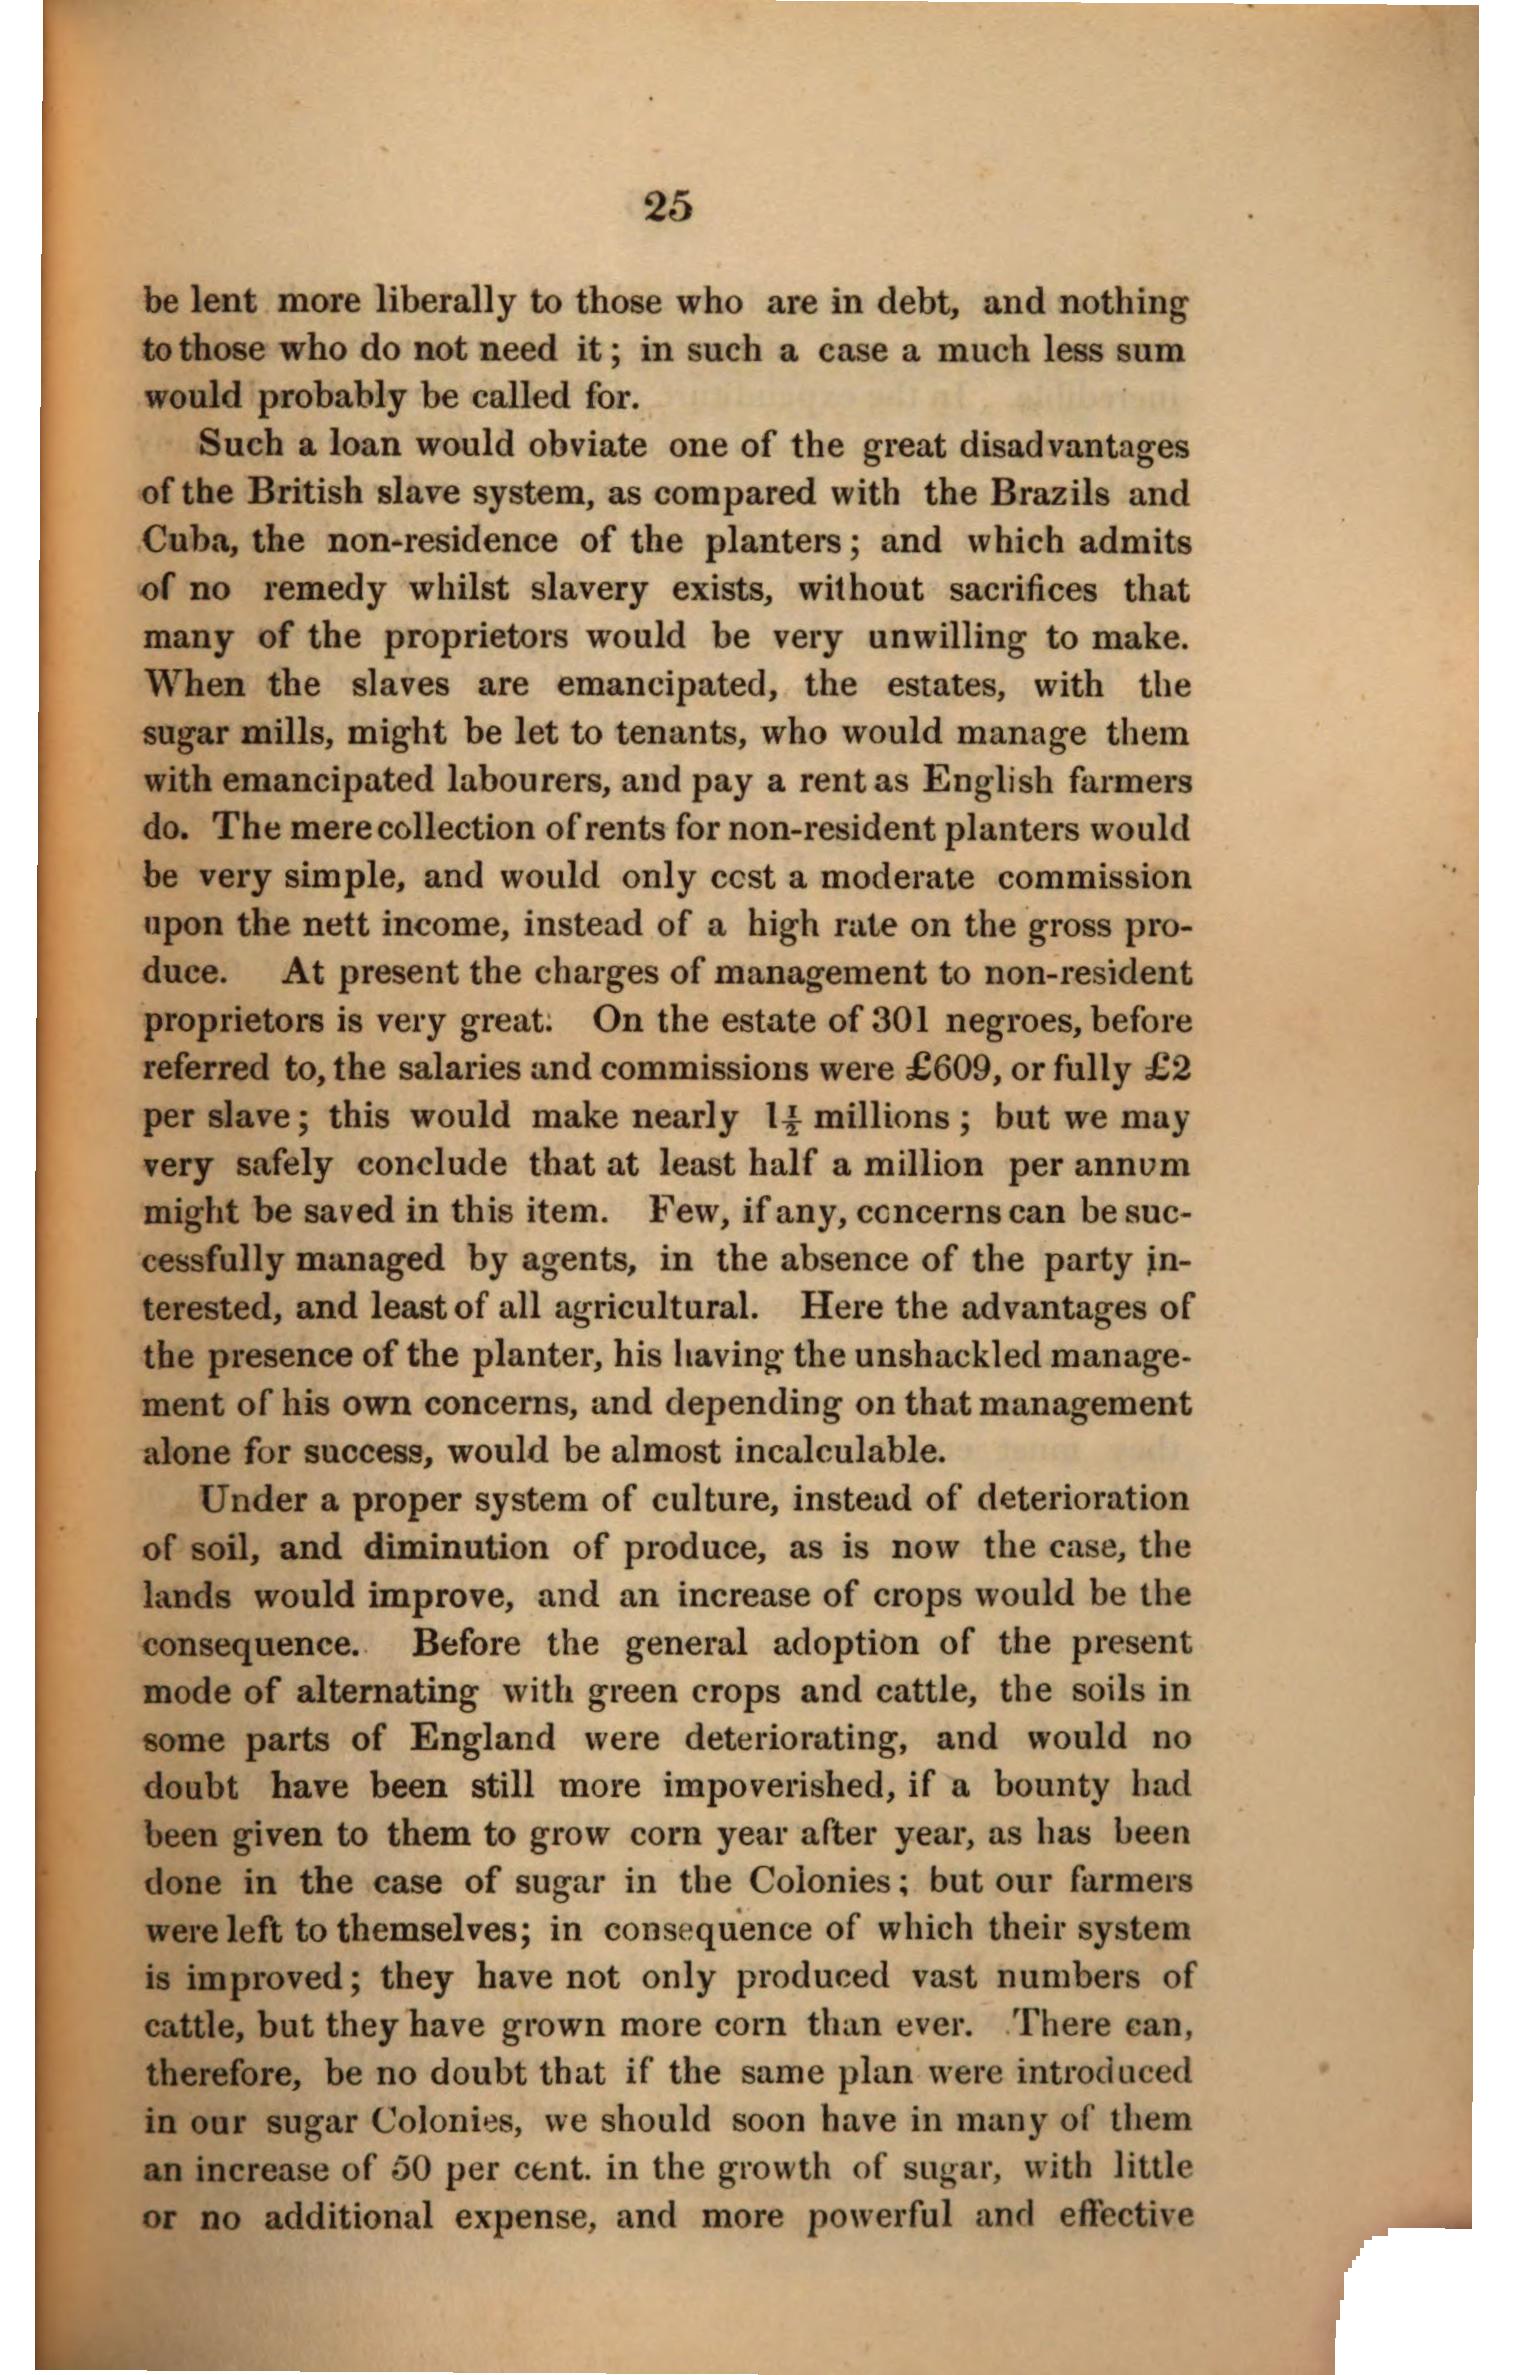 25
be lent more liberally to those who are in debt, and nothing
to those who do not need it; in such a case a much less sum
would probably be called for.
Such a loan would obviate one of the great disadvantages
of the British slave system, as compared with the Brazils and
Cuba, the non-residence of the planters; and which admits
of no remedy whilst slavery exists, without sacrifices that
many of the proprietors would be very unwilling to make.
When the slaves are emancipated, the estates, with the
sugar mills, might be let to tenants, who would manage them
with emancipated labourers, and pay a rent as English farmers
do. The mere collection of rents for non-resident planters would
be very simple, and would only cost a moderate commission
upon the nett income, instead of a high rate on the gross pro-
duce. At present the charges of management to non-resident
proprietors is very great. On the estate of 301 negroes, before
referred to, the salaries and commissions were £609, or fully £2
per slave; this would make nearly 1½ millions; but we may
very safely conclude that at least half a million per annum
might be saved in this item. Few, if any, concerns can be suc-
cessfully managed by agents, in the absence of the party in-
terested, and least of all agricultural. Here the advantages of
the presence of the planter, his having the unshackled manage-
ment of his own concerns, and depending on that management
alone for success, would be almost incalculable.
Under a proper system of culture, instead of deterioration
of soil, and diminution of produce, as is now the case, the
lands would improve, and an increase of crops would be the
consequence. Before the general adoption of the present
mode of alternating with green crops and cattle, the soils in
some parts of England were deteriorating, and would no
doubt have been still more impoverished, if a bounty had
been given to them to grow corn year after year, as has been
done in the case of sugar in the Colonies; but our farmers
were left to themselves; in consequence of which their system
is improved; they have not only produced vast numbers of
cattle, but they have grown more corn than ever. There can,
therefore, be no doubt that if the same plan were introduced
in our sugar Colonies, we should soon have in many of them
an increase of 50 per cent. in the growth of sugar, with little
or no additional expense, and more powerful and effective